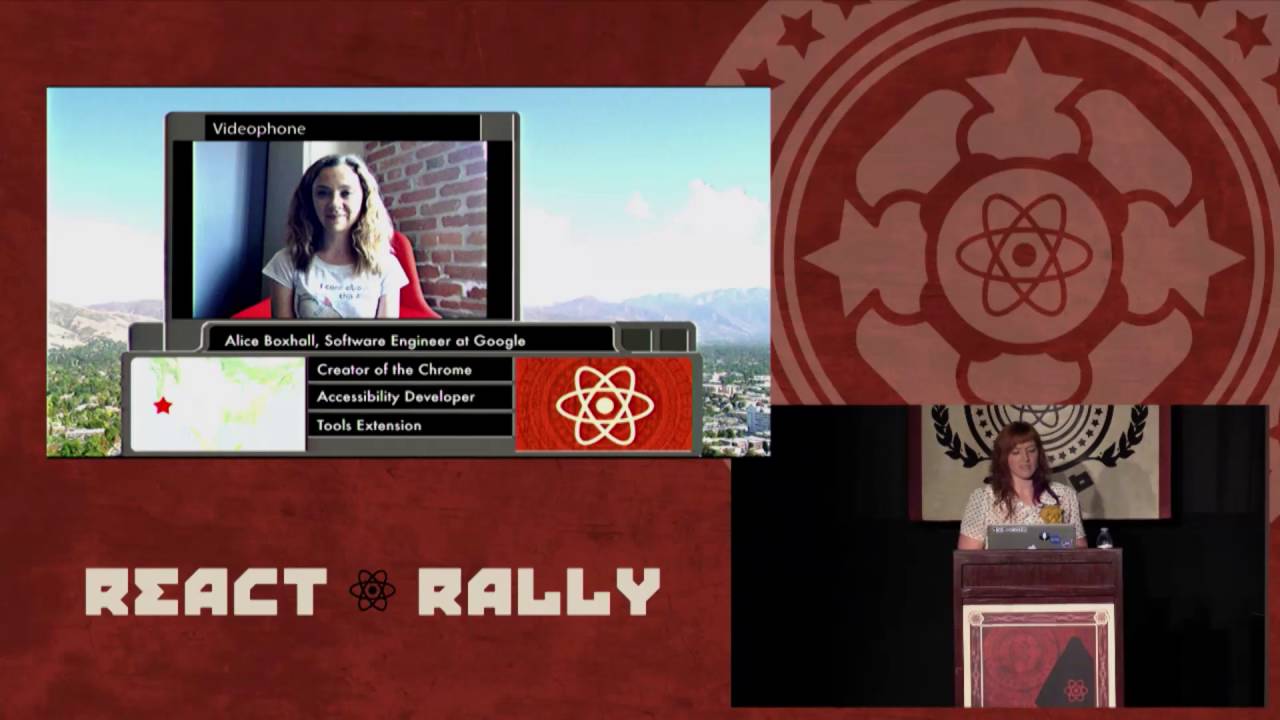 Videophone
Alice Boxhall, Software Engineer at Google
Creator of the Chrome
Accessibility Developer
Tools Extension
REACT RALLY